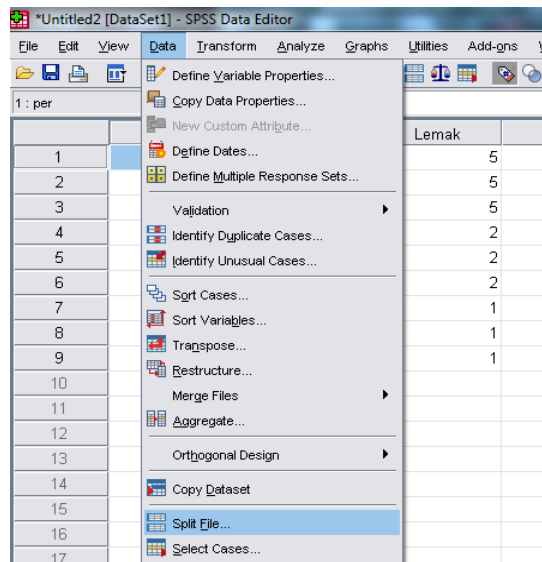 *Untitled2 [DataSet1] - SPSS Data Editor
File Edit View Data Transform Analyze Graphs Utilities Add-ons
1 : per
Define Variable Properties...
Copy Data Properties...
New Custom Attribute...
Define Dates...
Define Multiple Response Sets...
Validation
Identify Duplicate Cases...
Identify Unusual Cases...
Sort Cases...
Sort Variables...
Transpose...
Restructure...
Merge Files
Aggregate...
Orthogonal Design
Copy Dataset
Split File...
Select Cases...
Lemak
1 5
2 5
3 5
4 2
5 2
6 2
7 1
8 1
9 1
10
11
12
13
14
15
16
17